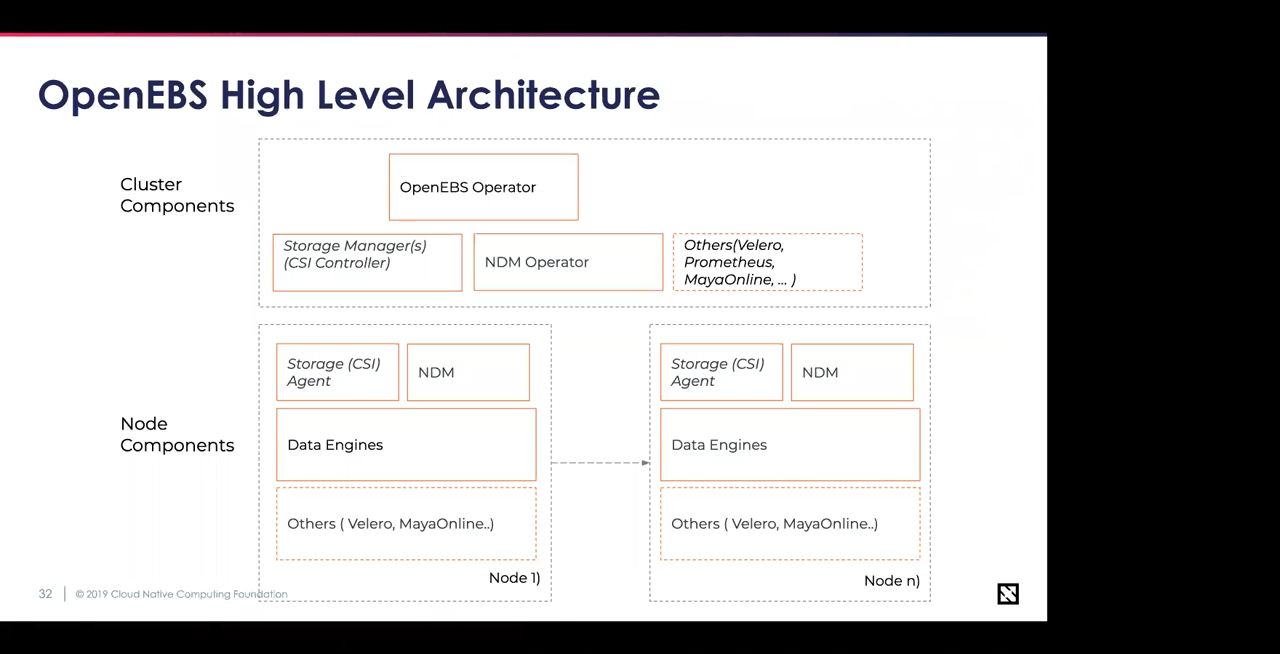 OpenEBS High Level Architecture
Cluster
Components
OpenEBS Operator
Storage Manager(s)
(CSI Controller)
NDM Operator
Others(Velero,
Prometheus,
MayaOnline, ... )
Node
Components
Storage (CSI)
Agent
NDM
Data Engines
Others ( Velero, MayaOnline..)
Node 1)
Storage (CSI)
Agent
NDM
Data Engines
Others ( Velero, MayaOnline..)
Node n)
32
© 2019 Cloud Native Computing Foundation